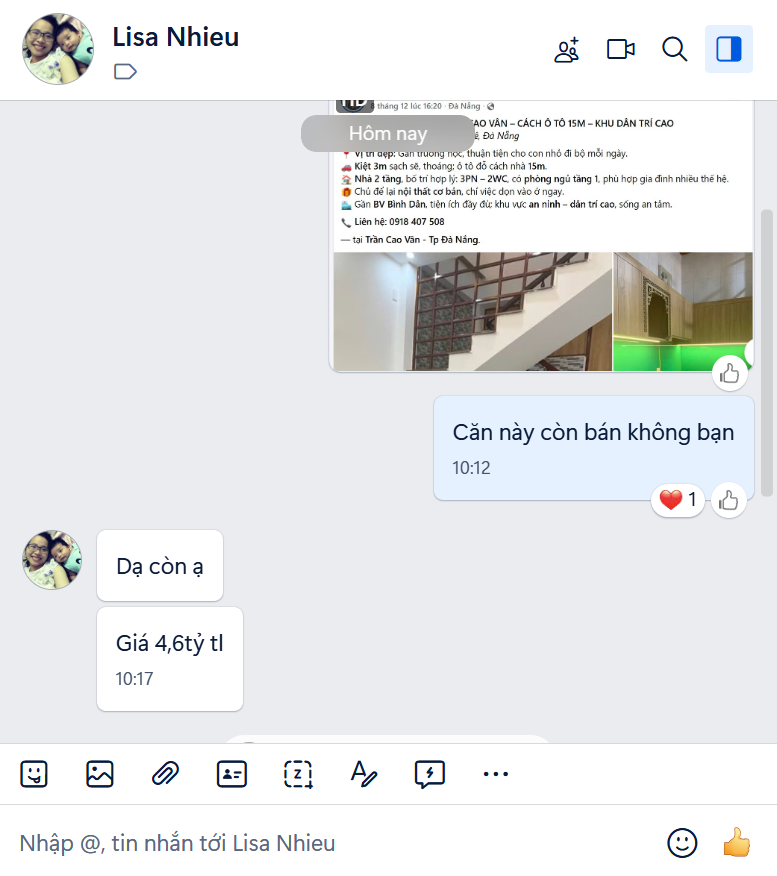 Lisa Nhieu
HD
6 tháng 12 lúc 16:20 · Đà Nẵng ·
Hôm nay
CAO VÂN – CÁCH Ô TÔ 15M – KHU DÂN TRÍ CAO
Đà Nẵng
Vị trí đẹp: Gần trường học, thuận tiện cho con nhỏ đi bộ mỗi ngày.
Kiệt 3m sạch sẽ, thoáng; ô tô đỗ cách nhà 15m.
Nhà 2 tầng, bố trí hợp lý: 3PN – 2WC, có phòng ngủ tầng 1, phù hợp gia đình nhiều thế hệ.
Chủ để lại nội thất cơ bản, chỉ việc dọn vào ở ngay.
Gần BV Bình Dân, tiện ích đầy đủ; khu vực an ninh – dân trí cao, sống an tâm.
Liên hệ: 0918 407 508
— tại Trần Cao Vân - Tp Đà Nẵng.
Căn này còn bán không bạn
10:12
1
Dạ còn ạ
Giá 4,6tỷ tl
10:17
Nhập @, tin nhắn tới Lisa Nhieu